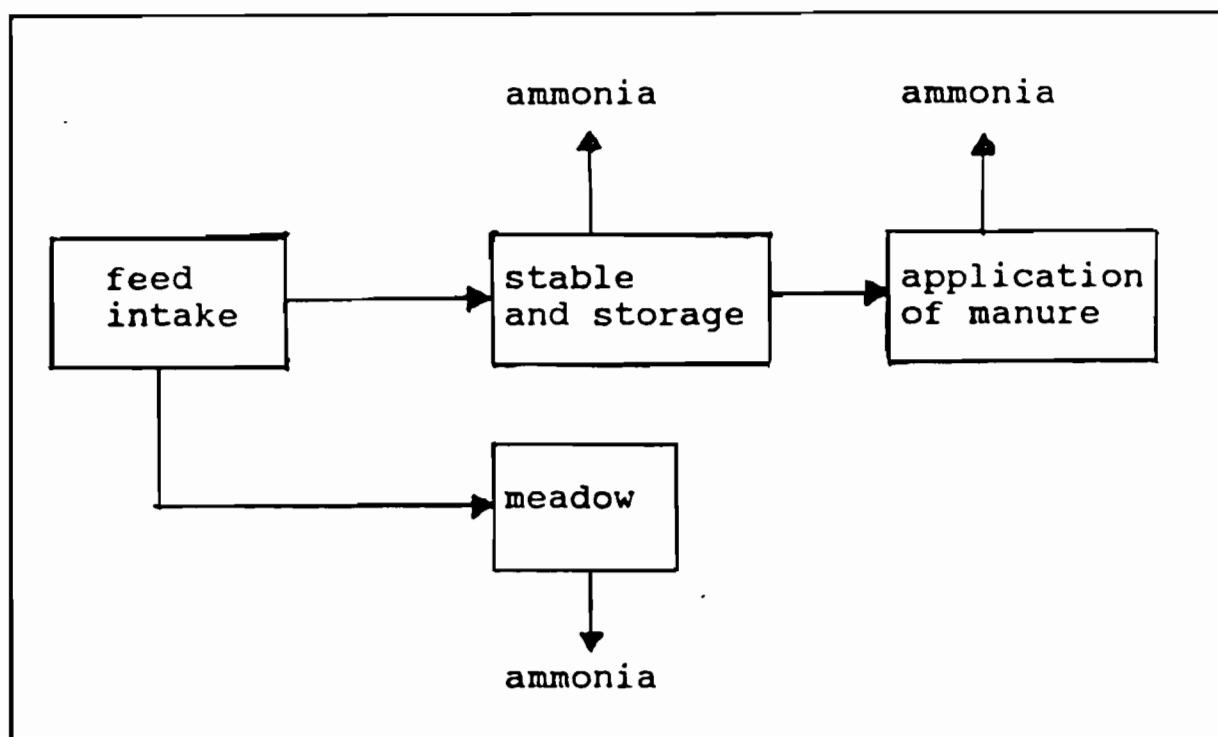 ammonia
ammonia
feed
intake
stable
and storage
application
of manure
meadow
ammonia